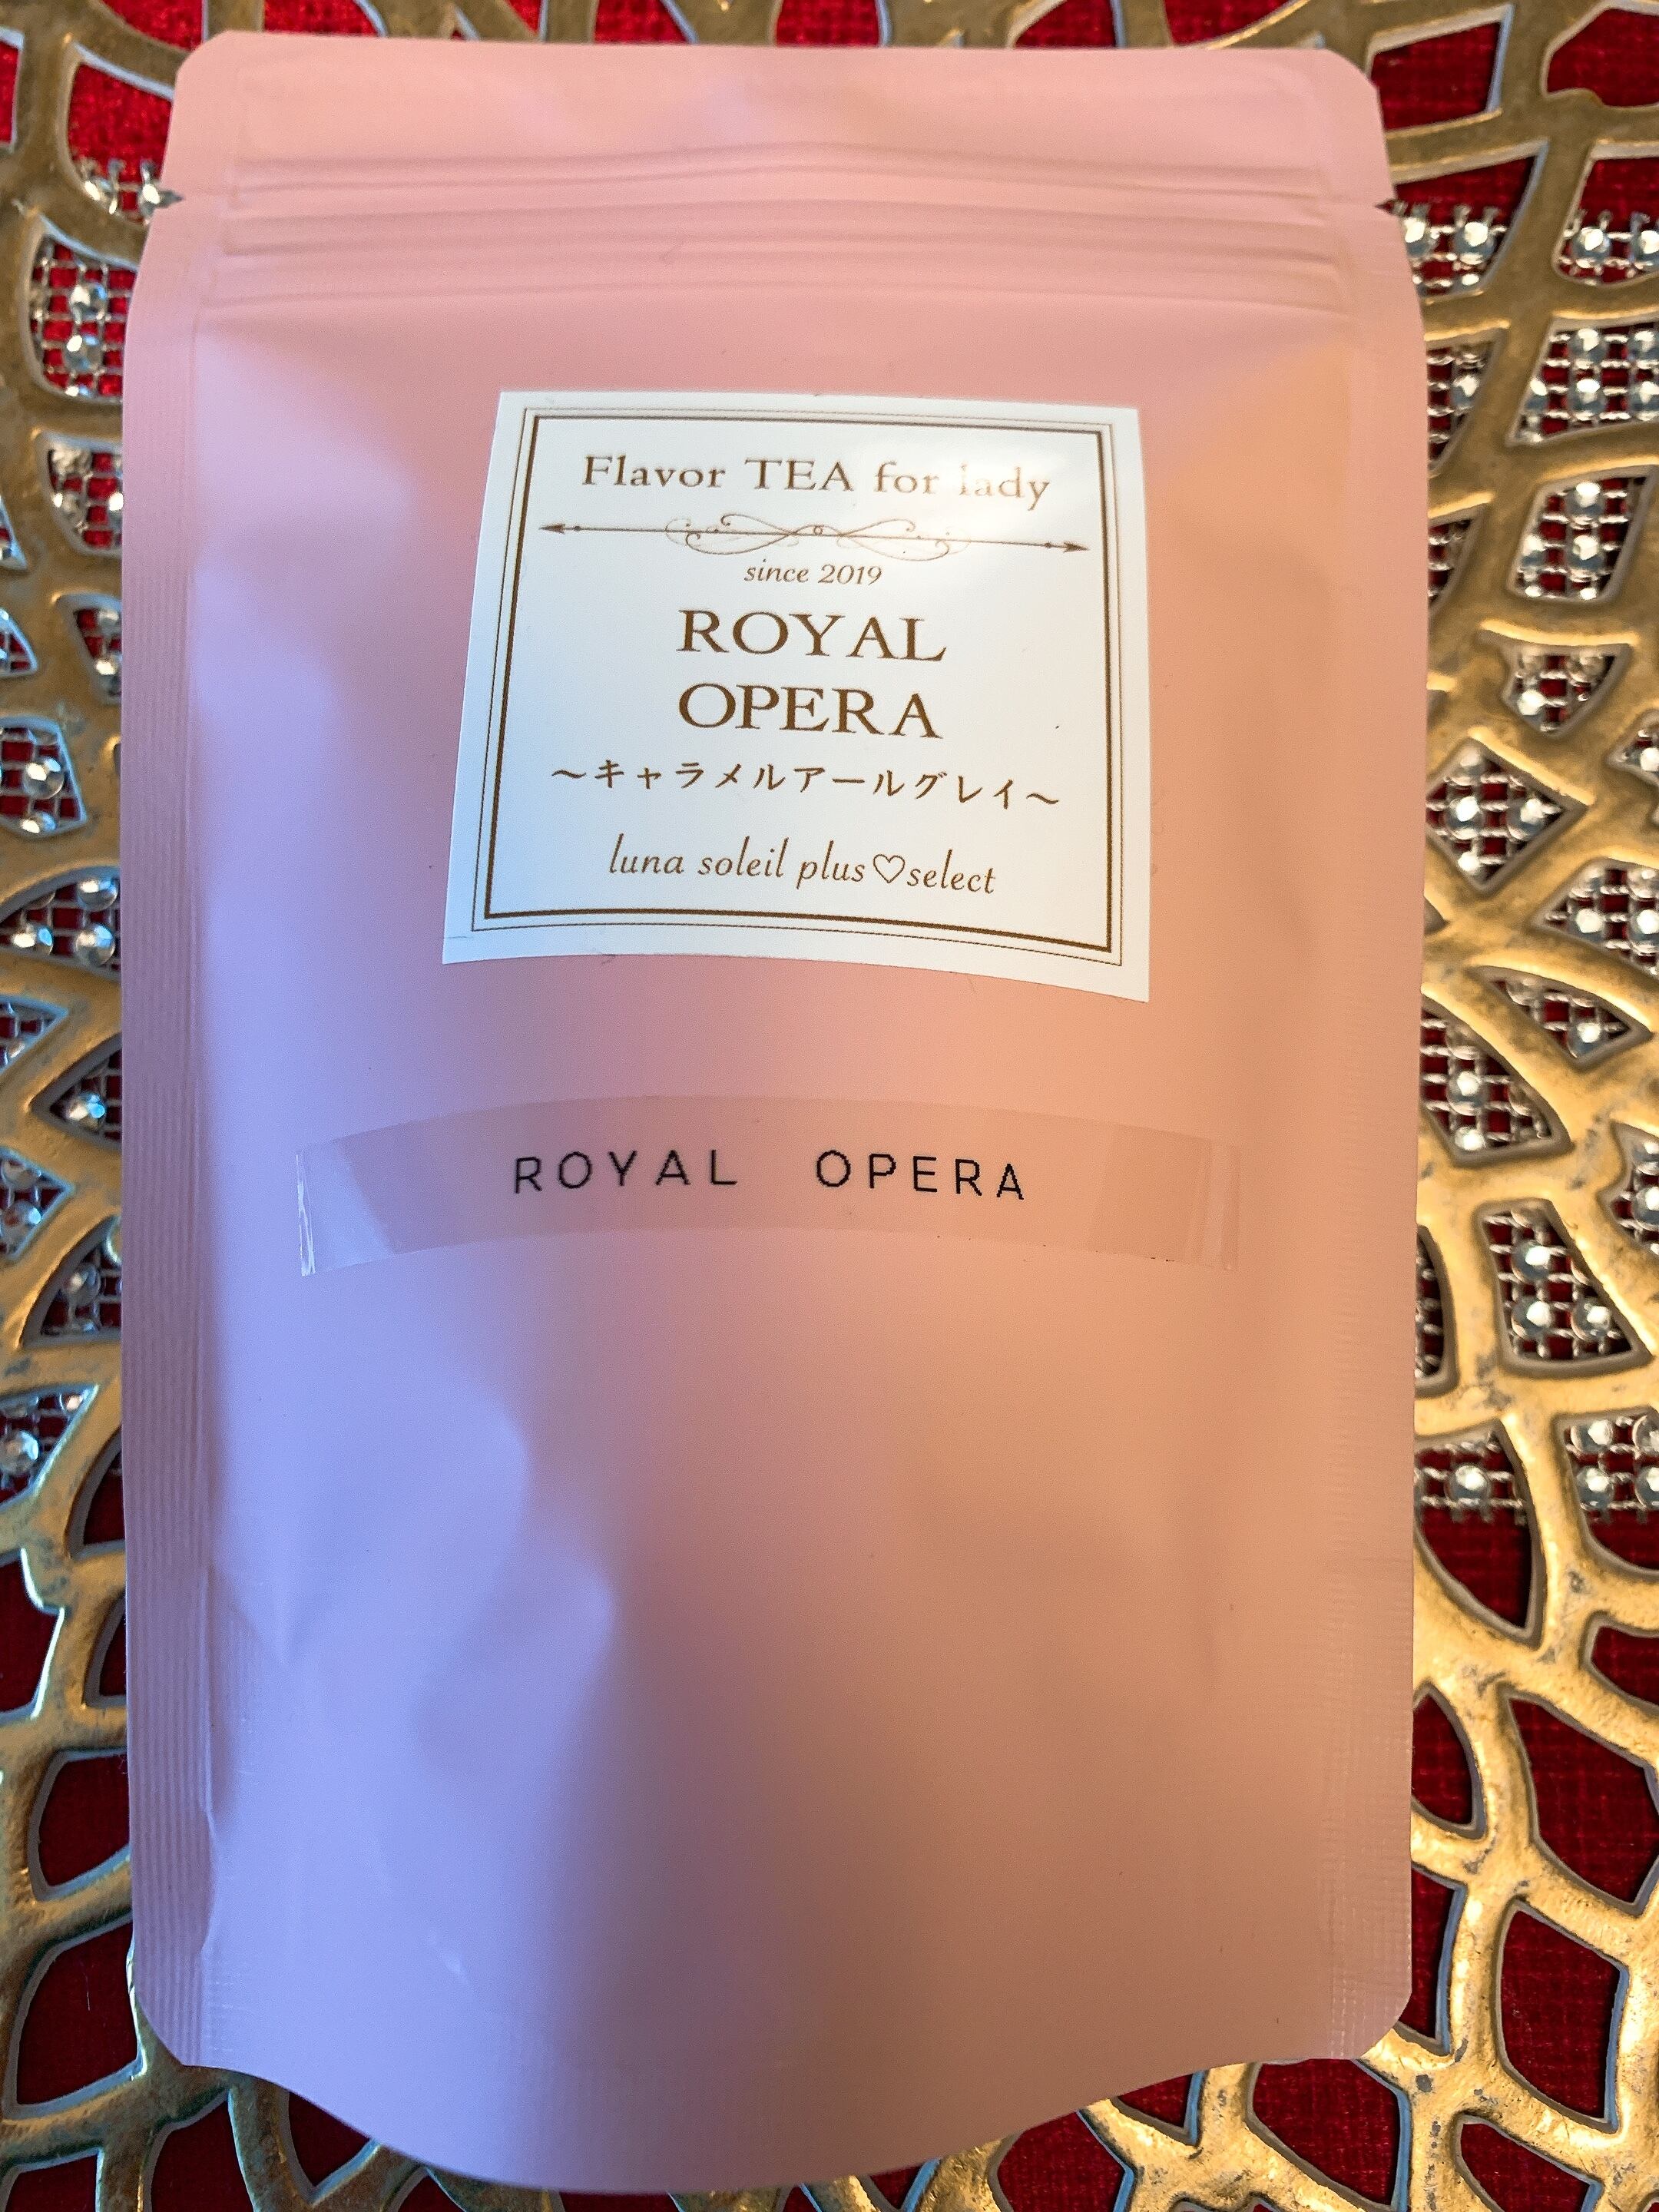 Flavor TEA for lady
since 2019
ROYAL
OPERA
～キャラメルアールグレイ～
luna soleil plus♡select
ROYAL OPERA